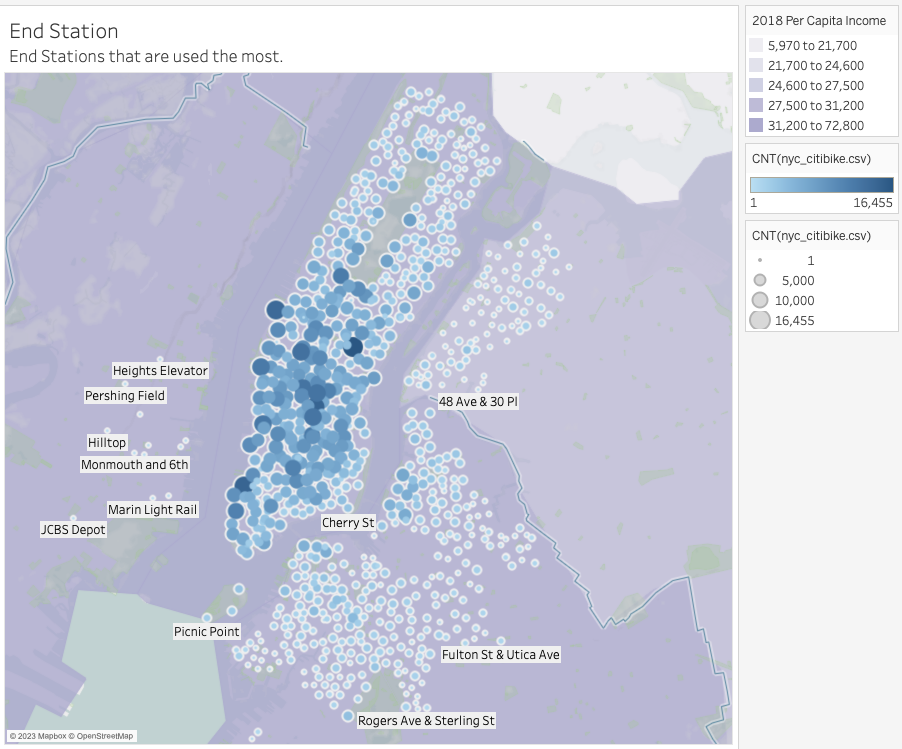 End Station
End Stations that are used the most.
Heights Elevator
Pershing Field
48 Ave & 30 Pl
Hilltop
Monmouth and 6th
Marin Light Rail
Cherry St
JCBS Depot
Picnic Point
Fulton St & Utica Ave
Rogers Ave & Sterling St
© 2023 Mapbox © OpenStreetMap
2018 Per Capita Income
5,970 to 21,700
21,700 to 24,600
24,600 to 27,500
27,500 to 31,200
31,200 to 72,800
CNT(nyc_citibike.csv)
1 16,455
CNT(nyc_citibike.csv)
1
5,000
10,000
16,455